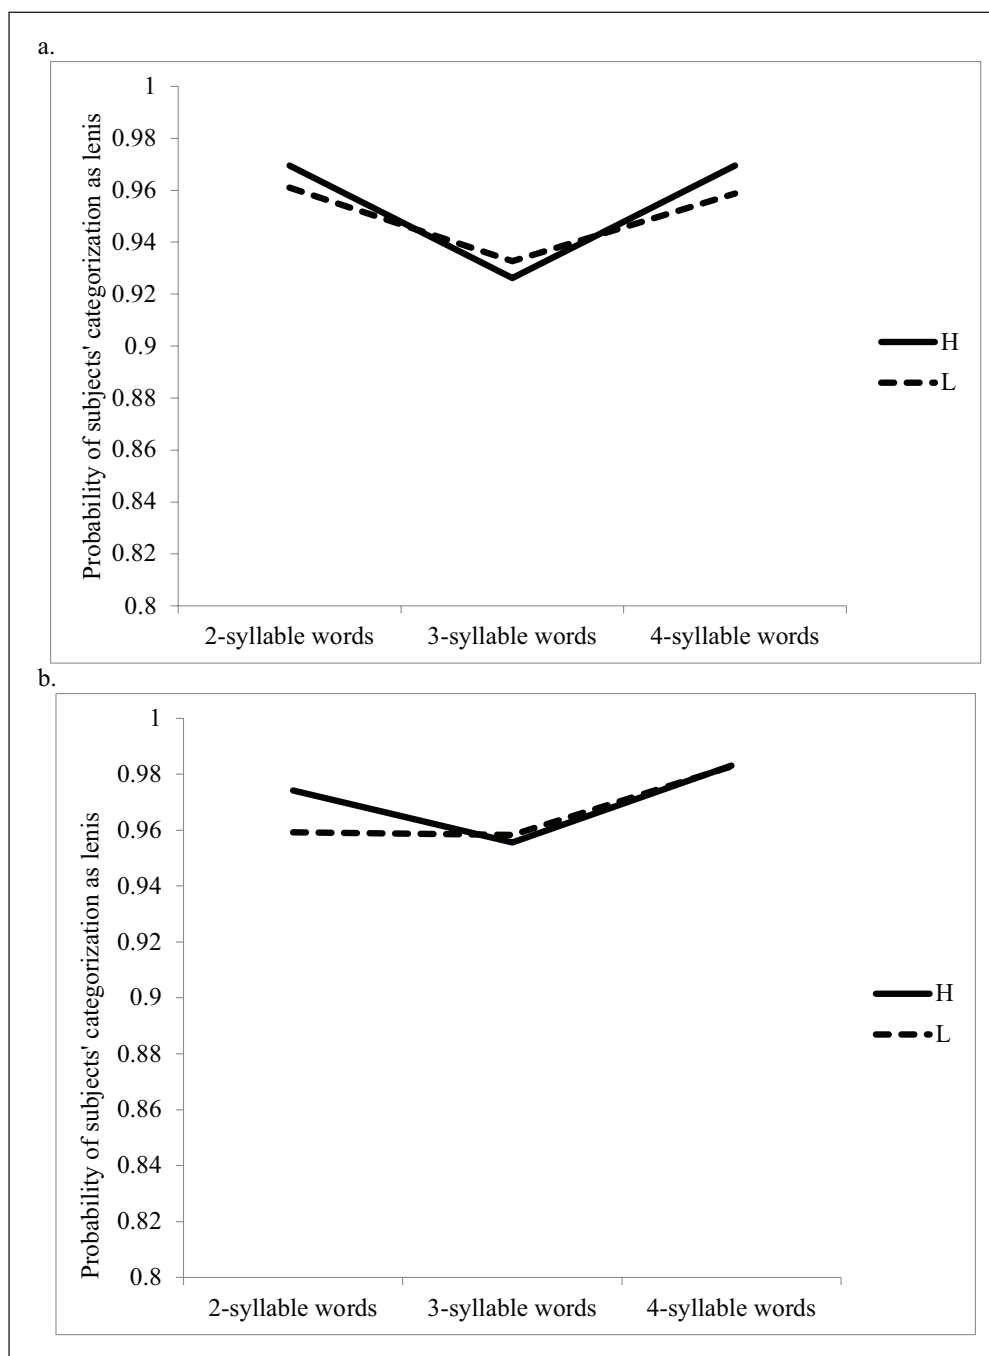 a.
Probability of subjects' categorization as lenis
1
0.98
0.96
0.94
0.92
0.9
0.88
0.86
0.84
0.82
0.8
2-syllable words
3-syllable words
4-syllable words
H
L
b.
Probability of subjects' categorization as lenis
1
0.98
0.96
0.94
0.92
0.9
0.88
0.86
0.84
0.82
0.8
2-syllable words
3-syllable words
4-syllable words
H
L